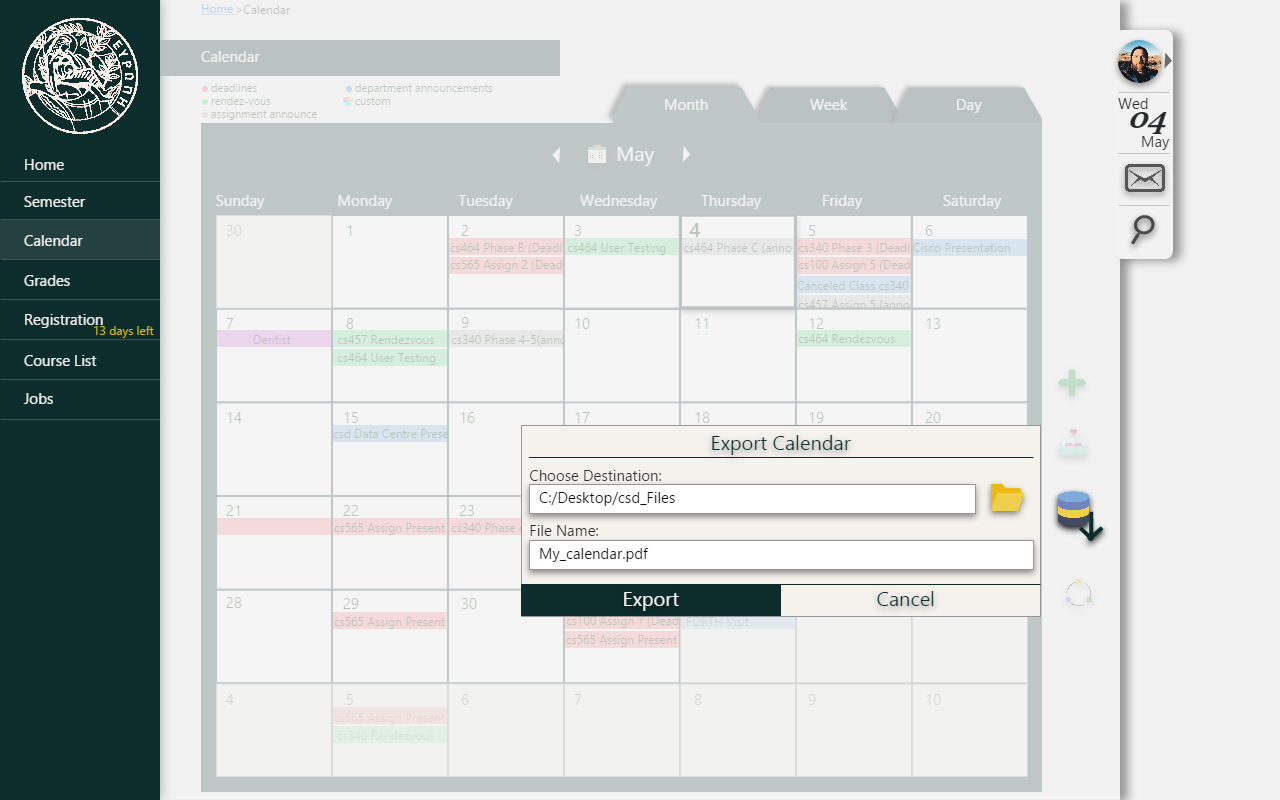 ΕΥΡΩΠΗ
Home
Semester
Calendar
Grades
Registration
13 days left
Course List
Jobs
Home >Calendar
Calendar
deadlines
department announcements
rendez-vous
custom
assignment announce
Month Week Day
May
Sunday Monday Tuesday Wednesday Thursday Friday Saturday
30 1 2 3 4 5 6
cs464 Phase B (Deadl cs464 User Testing cs464 Phase C (anno cs340 Phase 3 (Deadl Cisco Presentation
cs565 Assign 2 (Dead cs100 Assign 5 (Dead
Canceled Class cs340
cs457 Assign 5 (anno
7 8 9 10 11 12 13
Dentist cs457 Rendezvous cs340 Phase 4-5(anno cs464 Rendezvous
cs464 User Testing
14 15 16 17 18 19 20
csd Data Centre Prese
21 22 23
cs565 Assign Present cs340 Phase 4
28 29 30
cs565 Assign Present cs100 Assign 7 (Dead FORTH Visit
cs565 Assign Present
4 5 6 7 8 9 10
cs565 Assign Present
cs340 Rendezvous
Export Calendar
Choose Destination:
C:/Desktop/csd_Files
File Name:
My_calendar.pdf
Export Cancel
Wed
04
May